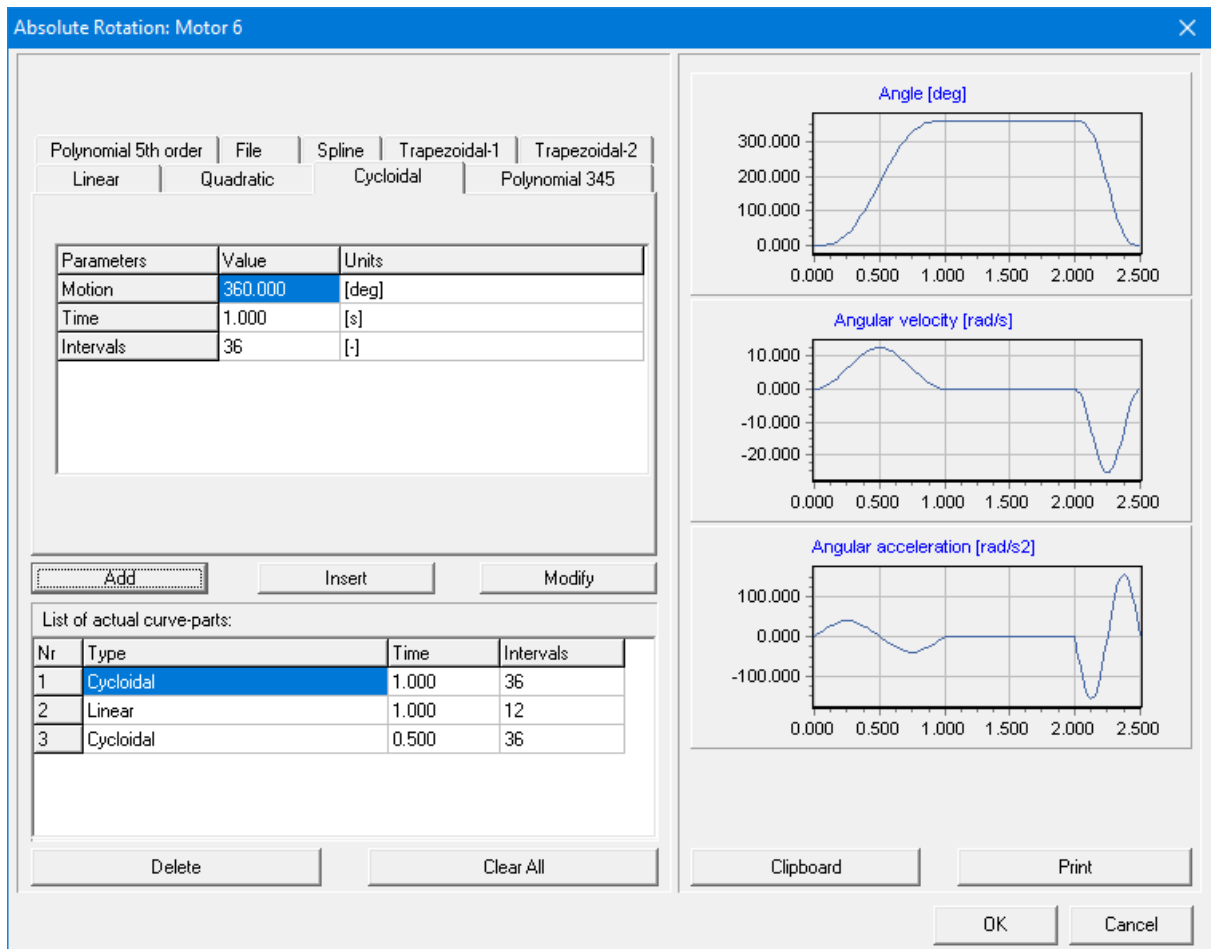 Absolute Rotation: Motor 6
Polynomial 5th order File Spline Trapezoidal-1 Trapezoidal-2
Linear Quadratic Cycloidal Polynomial 345
Parameters Value Units
Motion 360.000 [deg]
Time 1.000 [s]
Intervals 36 [-]
Add Insert Modify
List of actual curve-parts:
Nr Type Time Intervals
1 Cycloidal 1.000 36
2 Linear 1.000 12
3 Cycloidal 0.500 36
Delete Clear All
Angle [deg]
300.000
200.000
100.000
0.000
0.000 0.500 1.000 1.500 2.000 2.500
Angular velocity [rad/s]
10.000
0.000
-10.000
-20.000
0.000 0.500 1.000 1.500 2.000 2.500
Angular acceleration [rad/s2]
100.000
0.000
-100.000
0.000 0.500 1.000 1.500 2.000 2.500
Clipboard Print
OK Cancel